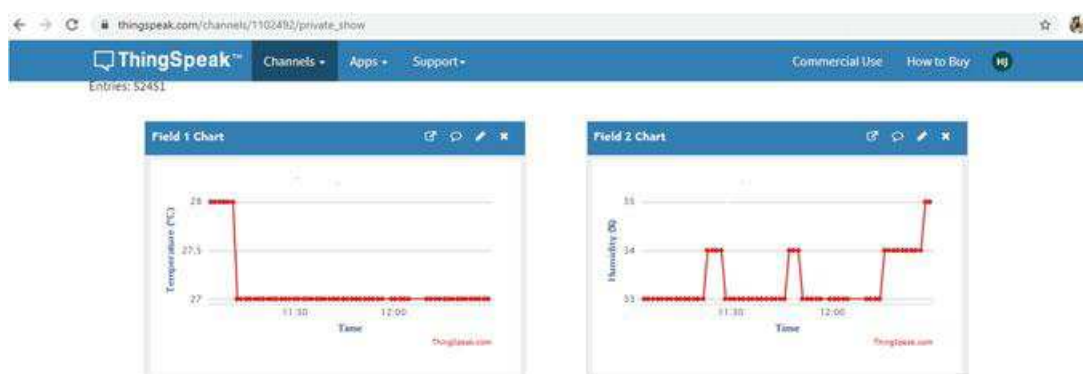 thingspeak.com/channels/1102492/private_show
ThingSpeak™ Channels Apps Support Commercial Use How to Buy HJ
Entries: 52451
Field 1 Chart
28
27.5
27
Temperature (°C)
11:30 12:00
Time
ThingSpeak.com
Field 2 Chart
35
34
33
Humidity (%)
11:30 12:00
Time
ThingSpeak.com